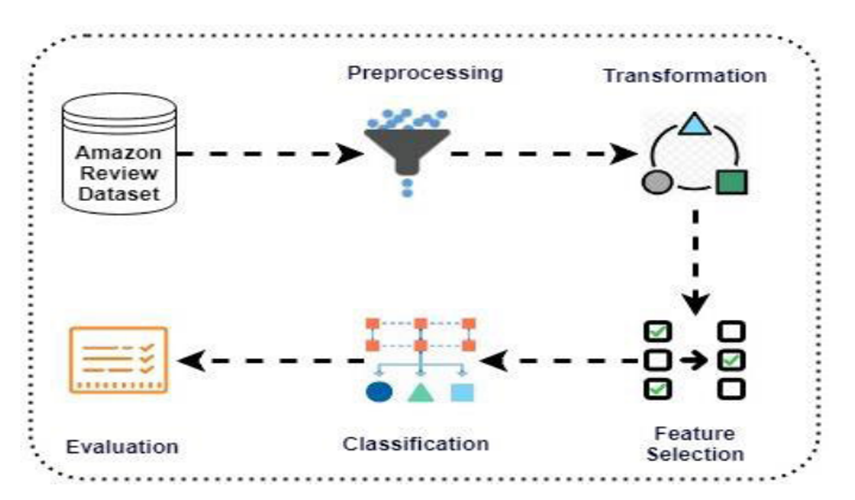 Preprocessing
Transformation
Amazon
Review
Dataset
Evaluation
Classification
Feature
Selection